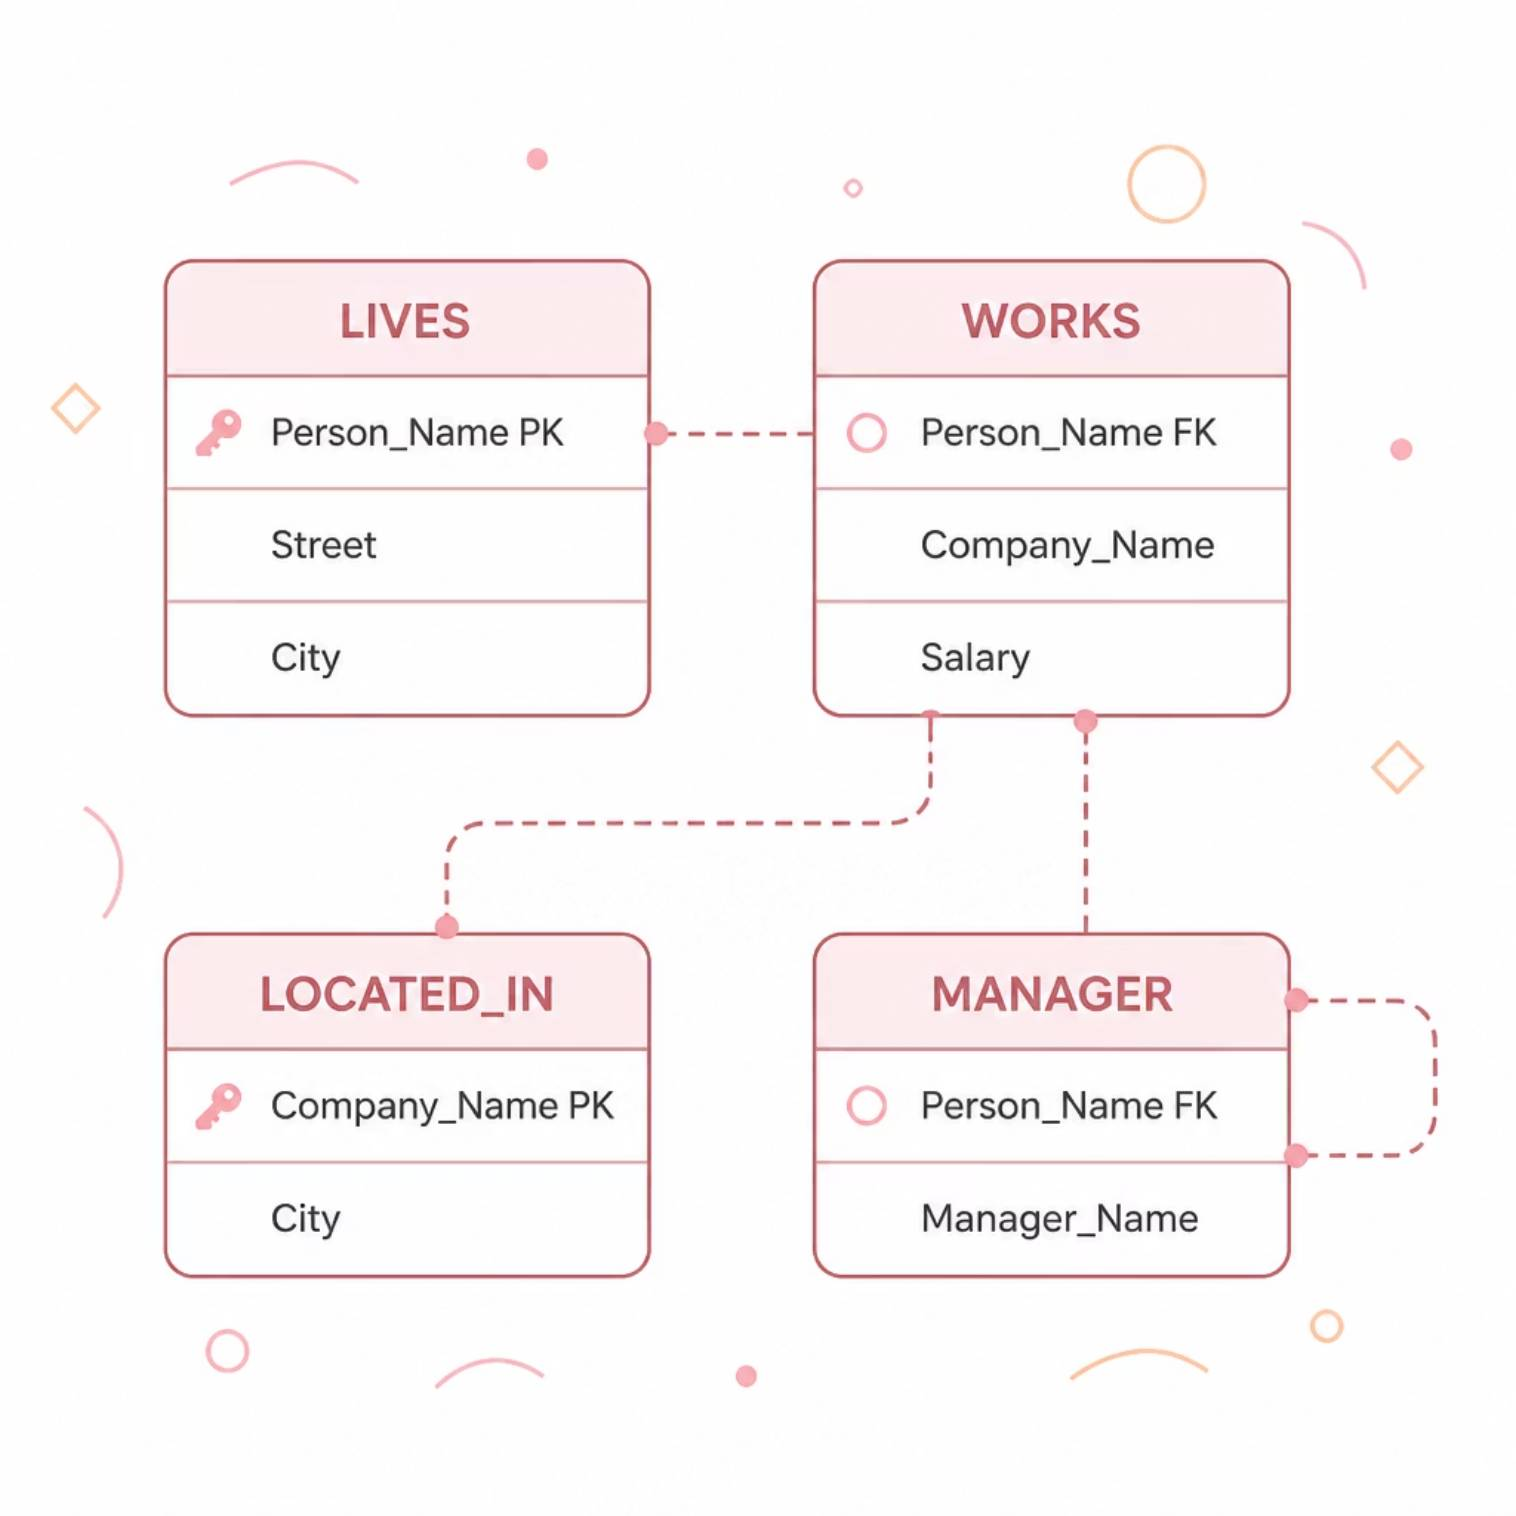 LIVES
Person_Name PK
Street
City
WORKS
Person_Name FK
Company_Name
Salary
LOCATED_IN
Company_Name PK
City
MANAGER
Person_Name FK
Manager_Name